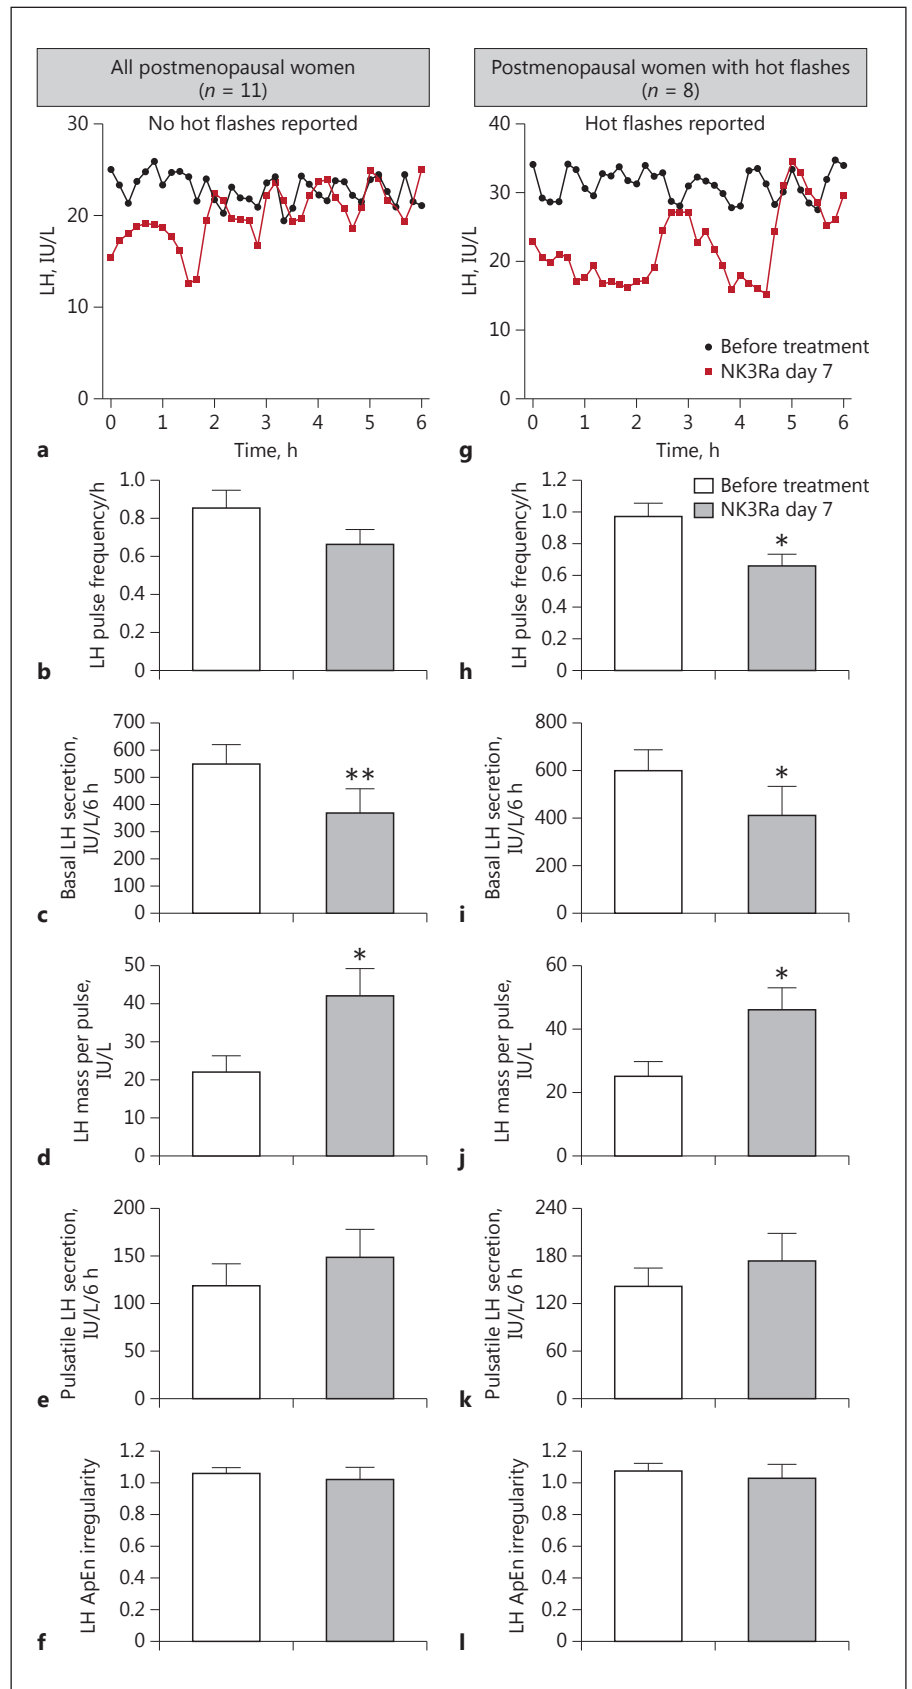 All postmenopausal women
(n = 11)
No hot flashes reported
30
20
10
0
LH, IU/L
0 1 2 3 4 5 6
Time, h
a
Postmenopausal women with hot flashes
(n = 8)
Hot flashes reported
40
30
20
10
0
LH, IU/L
Before treatment
NK3Ra day 7
0 1 2 3 4 5 6
Time, h
g
1.0
0.8
0.6
0.4
0.2
0
LH pulse frequency/h
b
1.2
1.0
0.8
0.6
0.4
0.2
0
LH pulse frequency/h
Before treatment
NK3Ra day 7
*
h
700
600
500
400
300
200
100
0
Basal LH secretion,
IU/L/6 h
**
c
800
600
400
200
0
Basal LH secretion,
IU/L/6 h
*
i
50
40
30
20
10
0
LH mass per pulse,
IU/L
*
d
60
40
20
0
LH mass per pulse,
IU/L
*
j
200
150
100
50
0
Pulsatile LH secretion,
IU/L/6 h
e
240
180
120
60
0
Pulsatile LH secretion,
IU/L/6 h
k
1.2
1.0
0.8
0.6
0.4
0.2
0
LH ApEn irregularity
f
1.2
1.0
0.8
0.6
0.4
0.2
0
LH ApEn irregularity
l